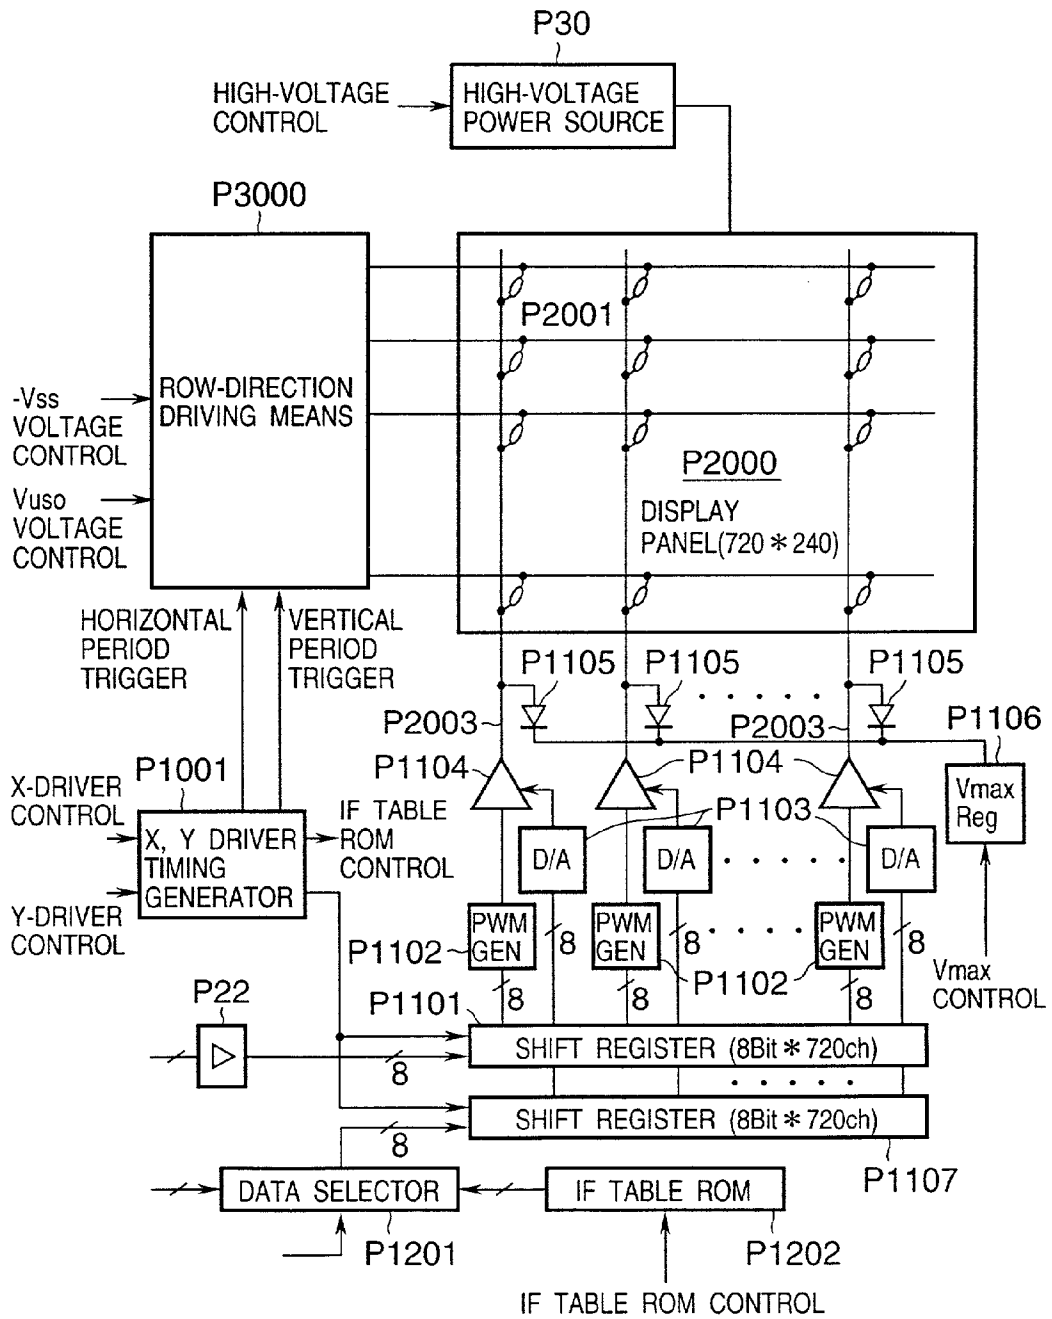 P30
HIGH-VOLTAGE
CONTROL
HIGH-VOLTAGE
POWER SOURCE
P3000
P2001
ROW-DIRECTION
DRIVING MEANS
-Vss
VOLTAGE
CONTROL
Vuso
VOLTAGE
CONTROL
P2000
DISPLAY
PANEL(720*240)
HORIZONTAL
PERIOD
TRIGGER
VERTICAL
PERIOD
TRIGGER
P1105
P1105
P1105
P2003
P2003
P1106
P1104
P1104
Vmax
Reg
P1001
X-DRIVER
CONTROL
X, Y DRIVER
TIMING
GENERATOR
IF TABLE
ROM
CONTROL
P1103
D/A
D/A
D/A
Y-DRIVER
CONTROL
P1102
PWM
GEN
8
PWM
GEN
8
P1102
PWM
GEN
8
Vmax
CONTROL
8
8
8
P22
P1101
SHIFT REGISTER (8Bit*720ch)
8
SHIFT REGISTER (8Bit*720ch)
8
P1107
DATA SELECTOR
IF TABLE ROM
P1201
P1202
IF TABLE ROM CONTROL